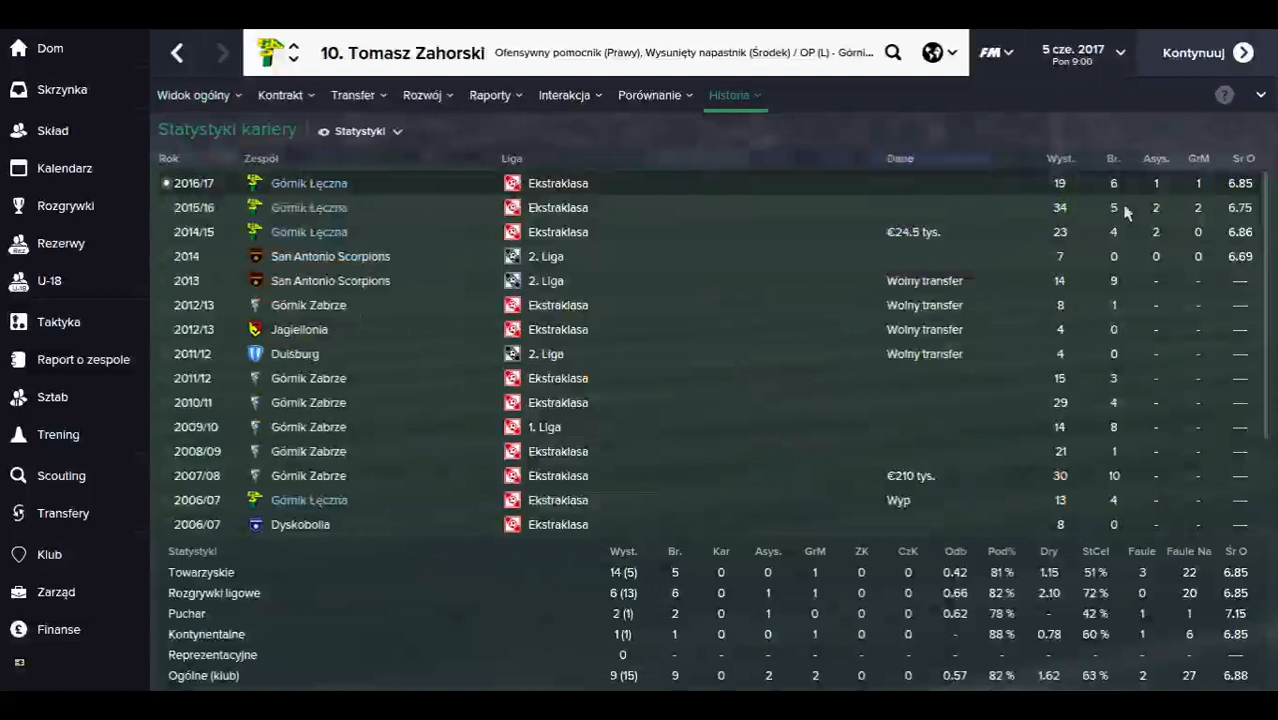 Dom
Skrzynka
Skład
Kalendarz
Rozgrywki
Rezerwy
U-18
Taktyka
Raport o zespole
Sztab
Trening
Scouting
Transfery
Klub
Zarząd
Finanse
10. Tomasz Zahorski Ofensywny pomocnik (Prawy), Wysunięty napastnik (Środek) / OP (L) - Górni...
FM
5 cze. 2017
Pon 9:00
Kontynuuj
Widok ogólny Kontrakt Transfer Rozwój Raporty Interakcja Porównanie Historia ?
Statystyki kariery Statystyki
Rok Zespół Liga Dane Wyst. Br. Asys. GrM Śr O
2016/17 Górnik Łęczna Ekstraklasa 19 6 1 1 6.85
2015/16 Górnik Łęczna Ekstraklasa 34 5 2 2 6.75
2014/15 Górnik Łęczna Ekstraklasa €24.5 tys. 23 4 2 0 6.86
2014 San Antonio Scorpions 2. Liga 7 0 0 0 6.69
2013 San Antonio Scorpions 2. Liga Wolny transfer 14 9 - - ---
2012/13 Górnik Zabrze Ekstraklasa Wolny transfer 8 1 - - ---
2012/13 Jagiellonia Ekstraklasa Wolny transfer 4 0 - - ---
2011/12 Duisburg 2. Liga Wolny transfer 4 0 - - ---
2011/12 Górnik Zabrze Ekstraklasa 15 3 - - ---
2010/11 Górnik Zabrze Ekstraklasa 29 4 - - ---
2009/10 Górnik Zabrze 1. Liga 14 8 - - ---
2008/09 Górnik Zabrze Ekstraklasa 21 1 - - ---
2007/08 Górnik Zabrze Ekstraklasa €210 tys. 30 10 - - ---
2006/07 Górnik Łęczna Ekstraklasa Wyp 13 4 - - ---
2006/07 Dyskobolia Ekstraklasa 8 0 - - ---
Statystyki Wyst. Br. Kar Asys. GrM ZK CzK Odb Pod% Dry StCel Faule Faule Na Śr O
Towarzyskie 14 (5) 5 0 0 1 0 0 0.42 81 % 1.15 51 % 3 22 6.85
Rozgrywki ligowe 6 (13) 6 0 1 1 0 0 0.66 82 % 2.10 72 % 0 20 6.85
Puchar 2 (1) 2 0 1 0 0 0 0.62 78 % - 42 % 1 1 7.15
Kontynentalne 1 (1) 1 0 0 1 0 0 - 88 % 0.78 60 % 1 6 6.85
Reprezentacyjne 0 - - - - - - - - - - - - ---
Ogólne (klub) 9 (15) 9 0 2 2 0 0 0.57 82 % 1.62 63 % 2 27 6.88